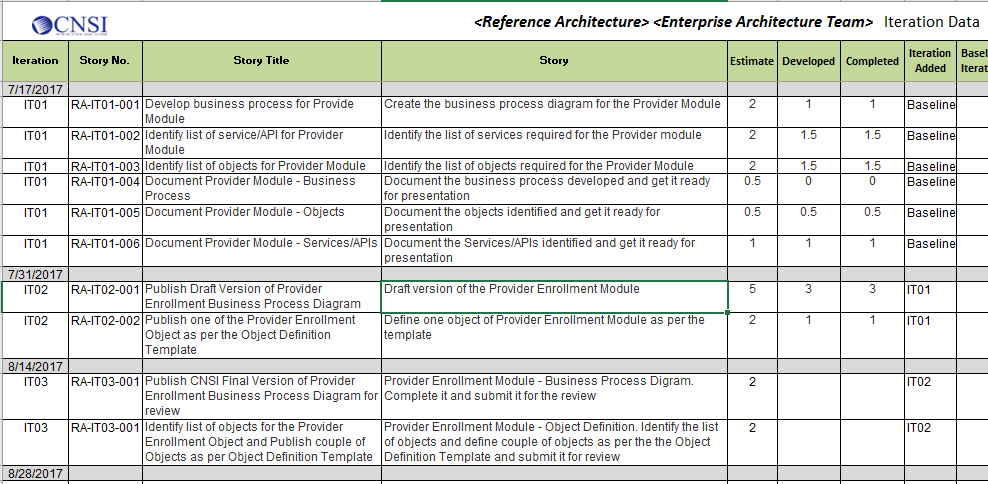 CNSI
<Reference Architecture> <Enterprise Architecture Team> Iteration Data
Iteration Story No. Story Title Story Estimate Developed Completed Iteration Added Basel Iterat
7/17/2017
IT01 RA-IT01-001 Develop business process for Provide Create the business process diagram for the Provider Module 2 1 1 Baseline
Module
IT01 RA-IT01-002 Identify list of service/API for Provider Identify the list of services required for the Provider module 2 1.5 1.5 Baseline
Module
IT01 RA-IT01-003 Identify list of objects for Provider Module Identify the list of objects required for the Provider Module 2 1.5 1.5 Baseline
IT01 RA-IT01-004 Document Provider Module - Business Document the business process developed and get it ready 0.5 0 0 Baseline
Process for presentation
IT01 RA-IT01-005 Document Provider Module - Objects Document the objects identified and get it ready for 0.5 0.5 0.5 Baseline
presentation
IT01 RA-IT01-006 Document Provider Module - Services/APIs Document the Services/APIs identified and get it ready for 1 1 1 Baseline
presentation
7/31/2017
IT02 RA-IT02-001 Publish Draft Version of Provider Draft version of the Provider Enrollment Module 5 3 3 IT01
Enrollment Business Process Diagram
IT02 RA-IT02-002 Publish one of the Provider Enrollment Define one object of Provider Enrollment Module as per the 2 1 1 IT01
Object as per the Object Definition template
Template
8/14/2017
IT03 RA-IT03-001 Publish CNSI Final Version of Provider Provider Enrollment Module - Business Process Digram. 2 IT02
Enrollment Business Process Diagram for Complete it and submit it for the review
review
IT03 RA-IT03-001 Identify list of objects for the Provider Provider Enrollment Module - Object Definition. Identify the list 2 IT02
Enrollment Object and Publish couple of of objects and define couple of objects as per the the Object
Objects as per Object Definition Template Definition Template and submit it for review
8/28/2017